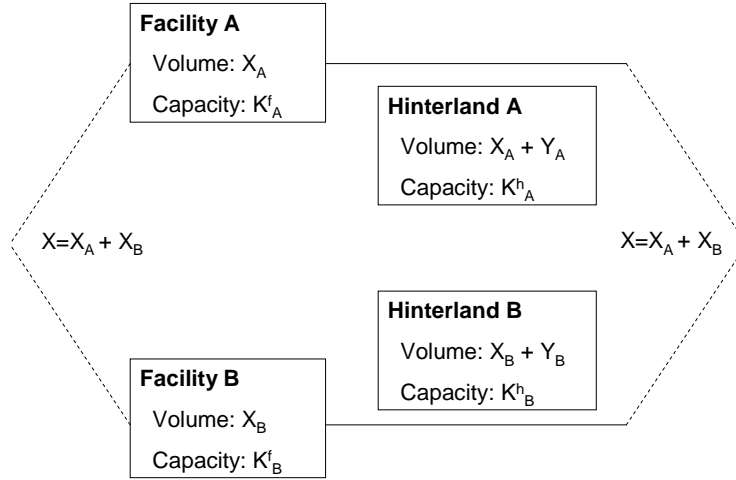 Facility A
Volume: X_A
Capacity: K^f_A
Hinterland A
Volume: X_A + Y_A
Capacity: K^h_A
X=X_A + X_B
X=X_A + X_B
Hinterland B
Volume: X_B + Y_B
Capacity: K^h_B
Facility B
Volume: X_B
Capacity: K^f_B